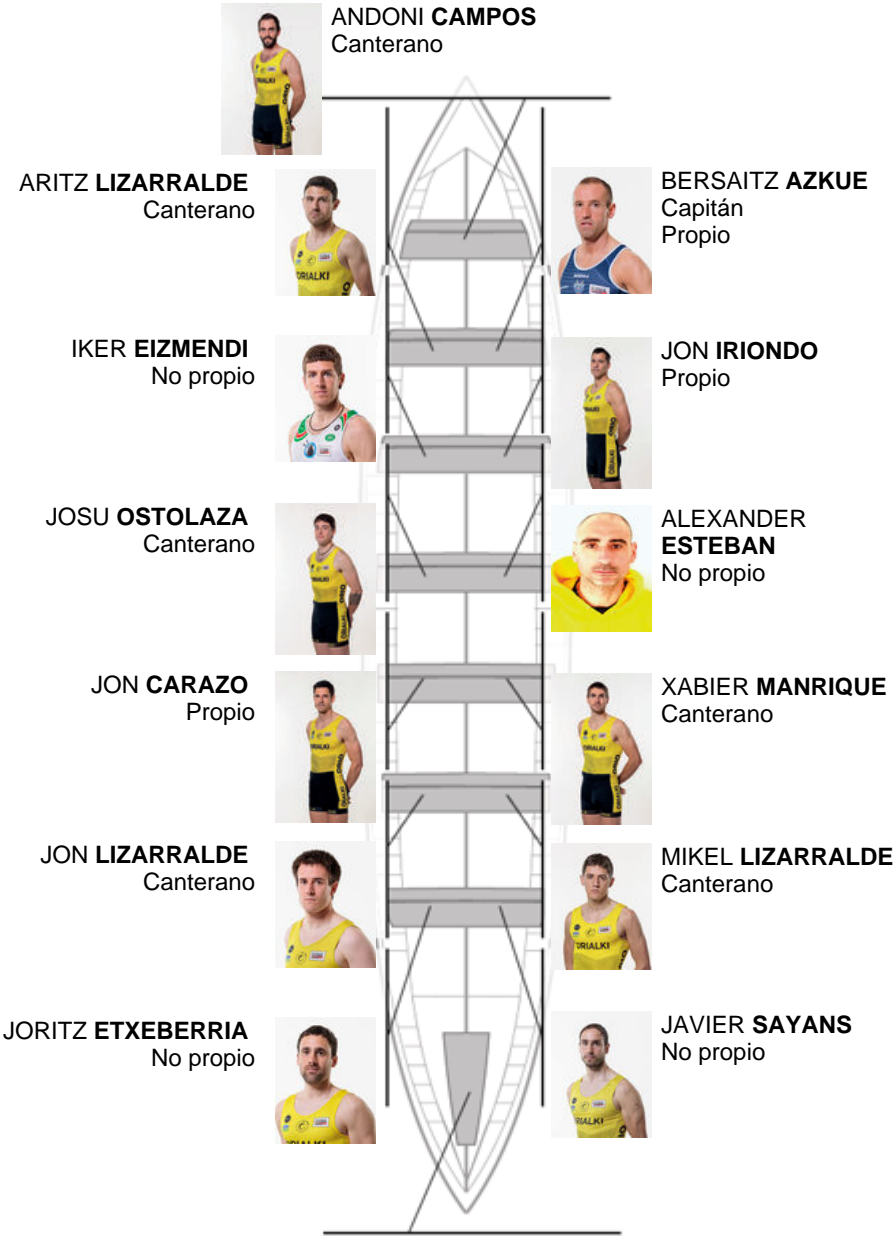 ANDONI CAMPOS
Canterano
ARITZ LIZARRALDE
Canterano
BERSAITZ AZKUE
Capitán
Propio
IKER EIZMENDI
No propio
JON IRIONDO
Propio
JOSU OSTOLAZA
Canterano
ALEXANDER
ESTEBAN
No propio
JON CARAZO
Propio
XABIER MANRIQUE
Canterano
JON LIZARRALDE
Canterano
MIKEL LIZARRALDE
Canterano
JORITZ ETXEBERRIA
No propio
JAVIER SAYANS
No propio